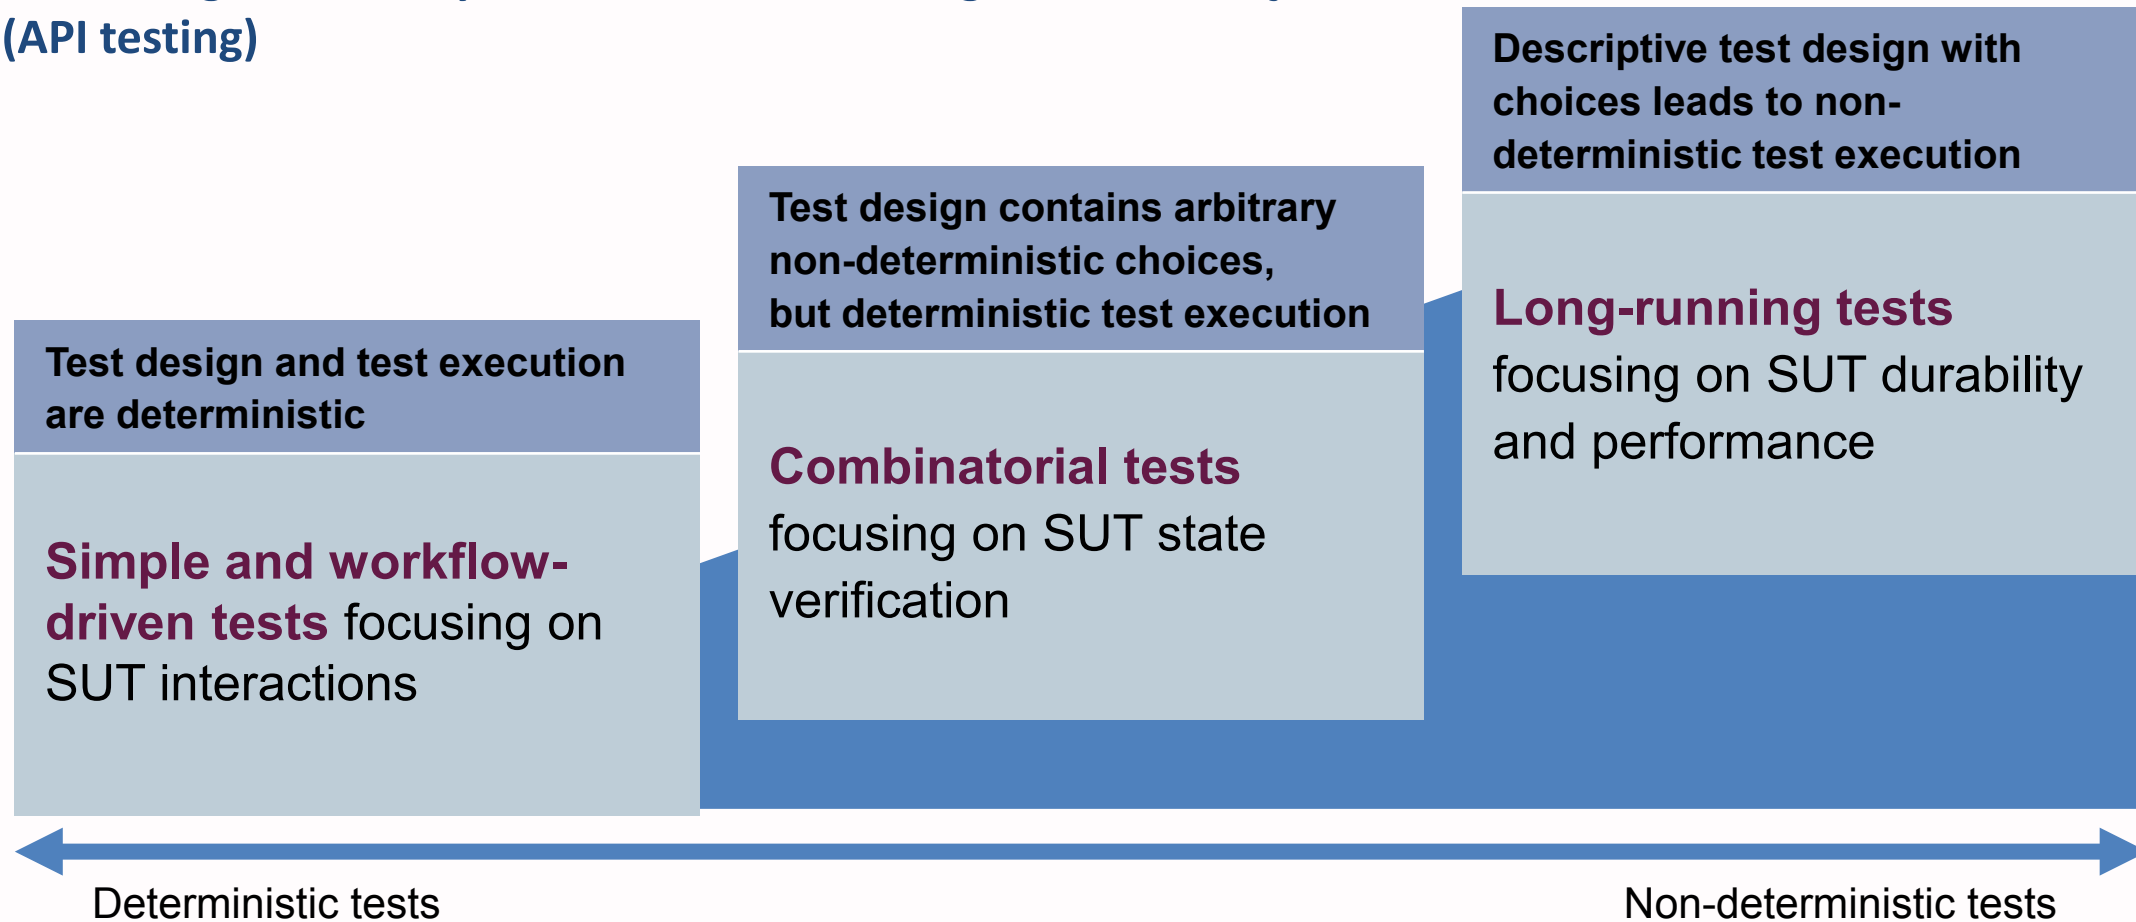 (API testing)
Test design and test execution
are deterministic
Simple and workflow-
driven tests focusing on
SUT interactions
Test design contains arbitrary
non-deterministic choices,
but deterministic test execution
Combinatorial tests
focusing on SUT state
verification
Descriptive test design with
choices leads to non-
deterministic test execution
Long-running tests
focusing on SUT durability
and performance
Deterministic tests
Non-deterministic tests